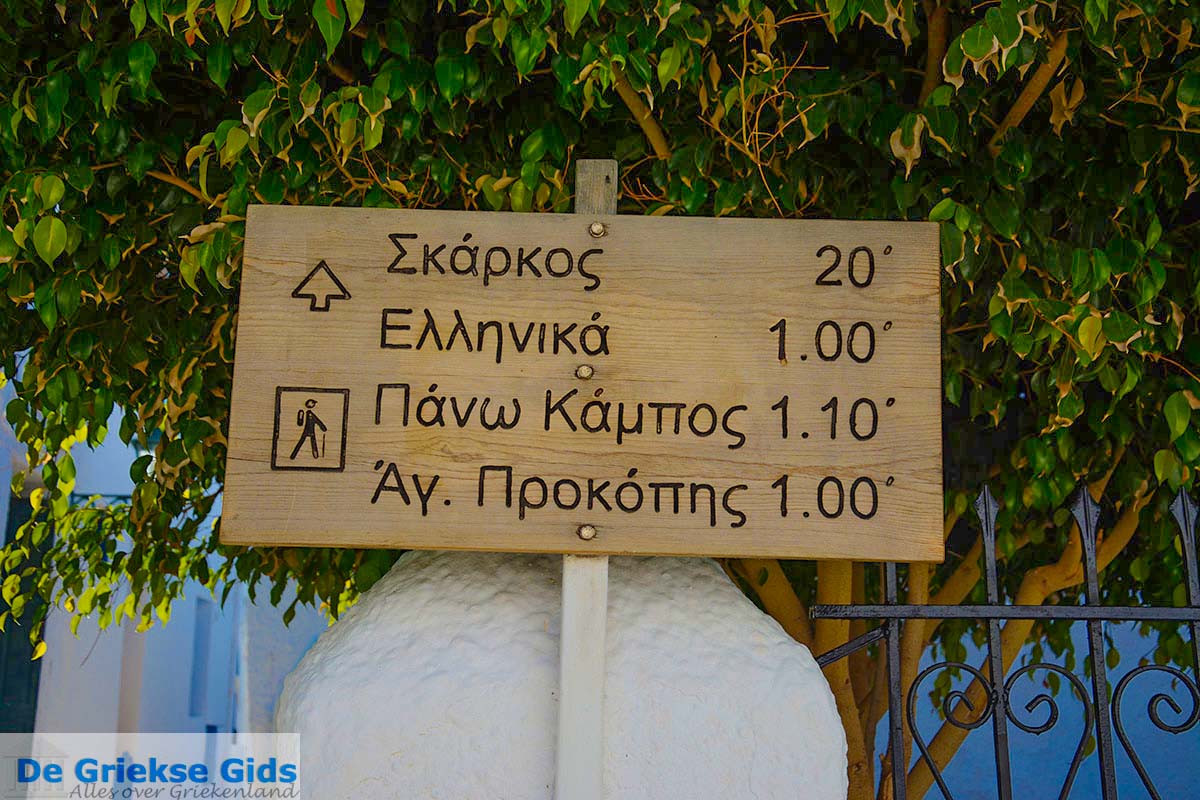 Σκάρκος 20΄
Ελληνικά 1.00΄
Πάνω Κάμπος 1.10΄
Άγ. Προκόπης 1.00΄
De Griekse Gids
Alles over Griekenland